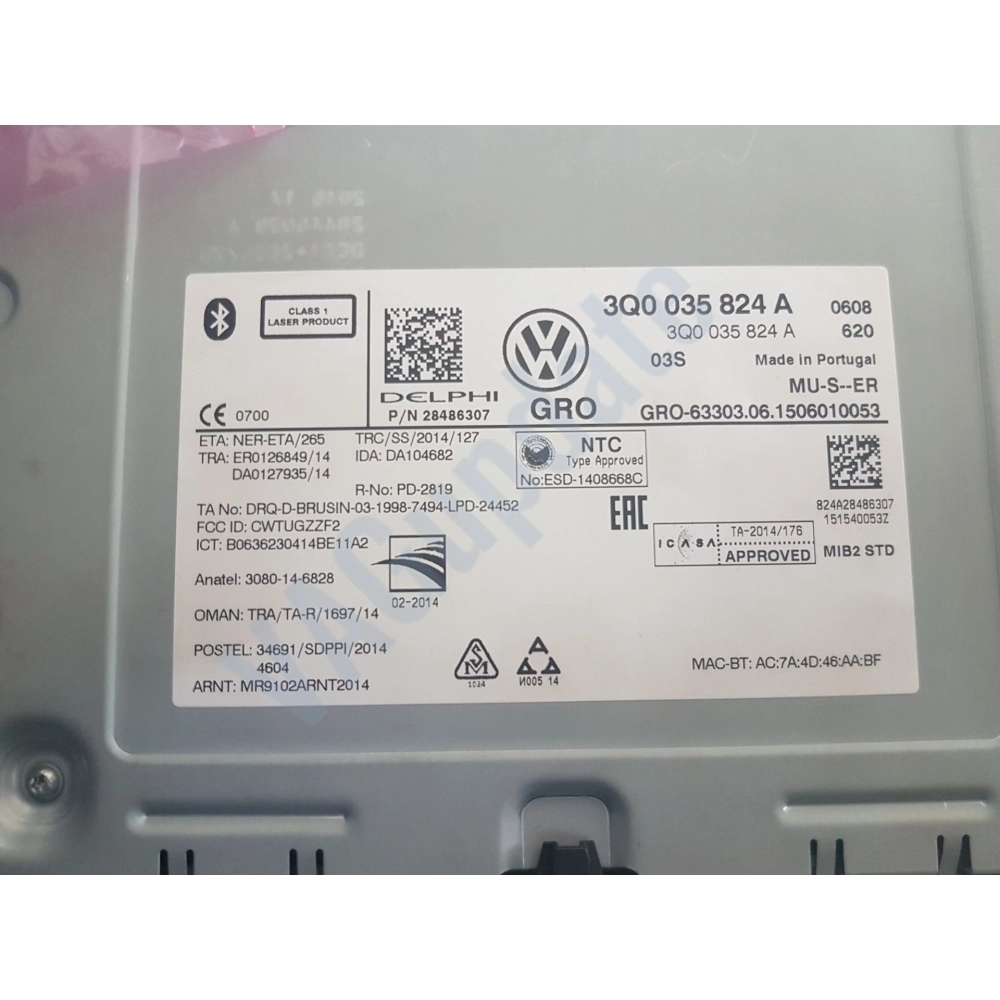 CLASS 1
LASER PRODUCT
CE 0700
DELPHI
P/N 28486307
GRO
3Q0 035 824 A 0608
3Q0 035 824 A 620
03S Made in Portugal
MU-S--ER
GRO-63303.06.1506010053
ETA: NER-ETA/265 TRC/SS/2014/127
TRA: ER0126849/14 IDA: DA104682
DA0127935/14
R-No: PD-2819
NTC
Type Approved
No:ESD-1408668C
TA No: DRQ-D-BRUSIN-03-1998-7494-LPD-24452
FCC ID: CWTUGZZF2
ICT: B0636230414BE11A2
EAC
824A28486307
151540053Z
ICASA TA-2014/176
APPROVED
MIB2 STD
Anatel: 3080-14-6828
02-2014
OMAN: TRA/TA-R/1697/14
POSTEL: 34691/SDPPI/2014
4604
ARNT: MR9102ARNT2014
SM
1024
И005 14
MAC-BT: AC:7A:4D:46:AA:BF
VAGupdate